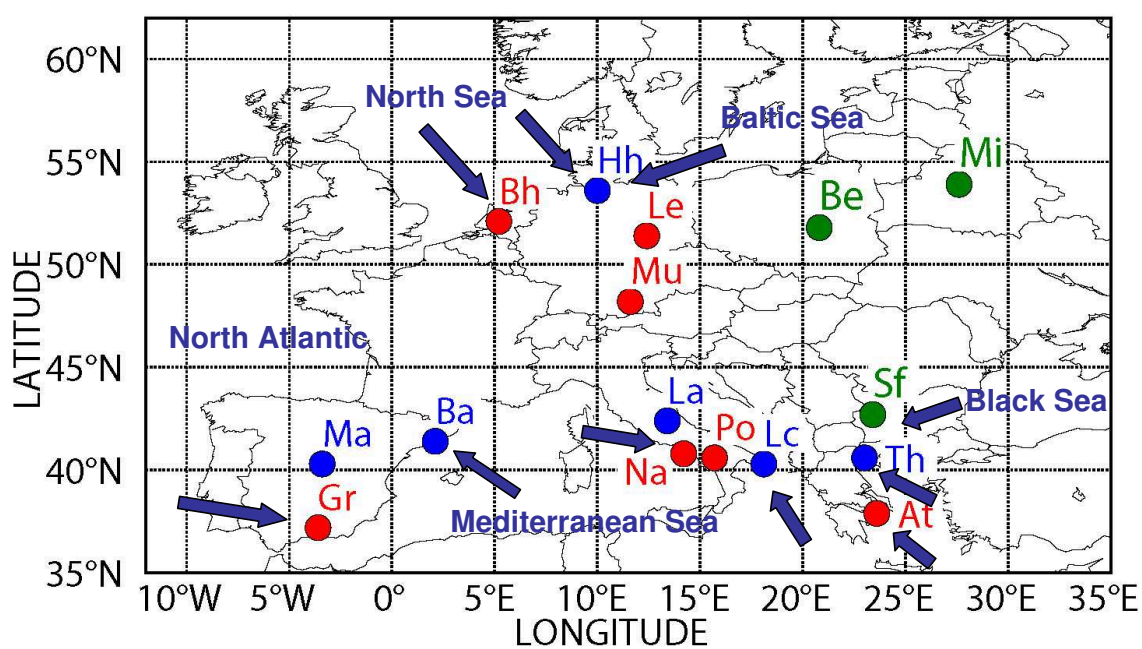 60°N
North Sea
Baltic Sea
55°N
Hh
Mi
Bh
Le
Be
50°N
Mu
LATITUDE
North Atlantic
45°N
La
Sf
Black Sea
Ma
Ba
Po
Lc
40°N
Na
Th
Gr
Mediterranean Sea
At
35°N
10°W 5°W 0° 5°E 10°E 15°E 20°E 25°E 30°E 35°E
LONGITUDE